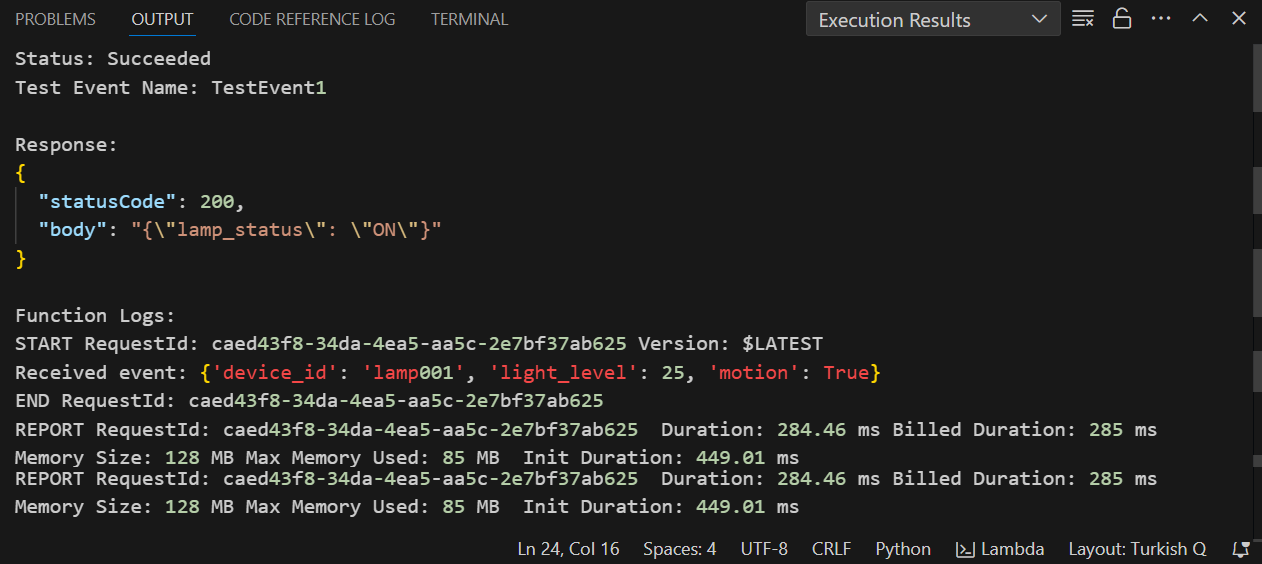 PROBLEMS OUTPUT CODE REFERENCE LOG TERMINAL Execution Results
Status: Succeeded
Test Event Name: TestEvent1
Response:
{
"statusCode": 200,
"body": "{\"lamp_status\": \"ON\"}"
}
Function Logs:
START RequestId: caed43f8-34da-4ea5-aa5c-2e7bf37ab625 Version: $LATEST
Received event: {'device_id': 'lamp001', 'light_level': 25, 'motion': True}
END RequestId: caed43f8-34da-4ea5-aa5c-2e7bf37ab625
REPORT RequestId: caed43f8-34da-4ea5-aa5c-2e7bf37ab625  Duration: 284.46 ms Billed Duration: 285 ms
Memory Size: 128 MB Max Memory Used: 85 MB  Init Duration: 449.01 ms
REPORT RequestId: caed43f8-34da-4ea5-aa5c-2e7bf37ab625  Duration: 284.46 ms Billed Duration: 285 ms
Memory Size: 128 MB Max Memory Used: 85 MB  Init Duration: 449.01 ms
Ln 24, Col 16 Spaces: 4 UTF-8 CRLF Python Lambda Layout: Turkish Q